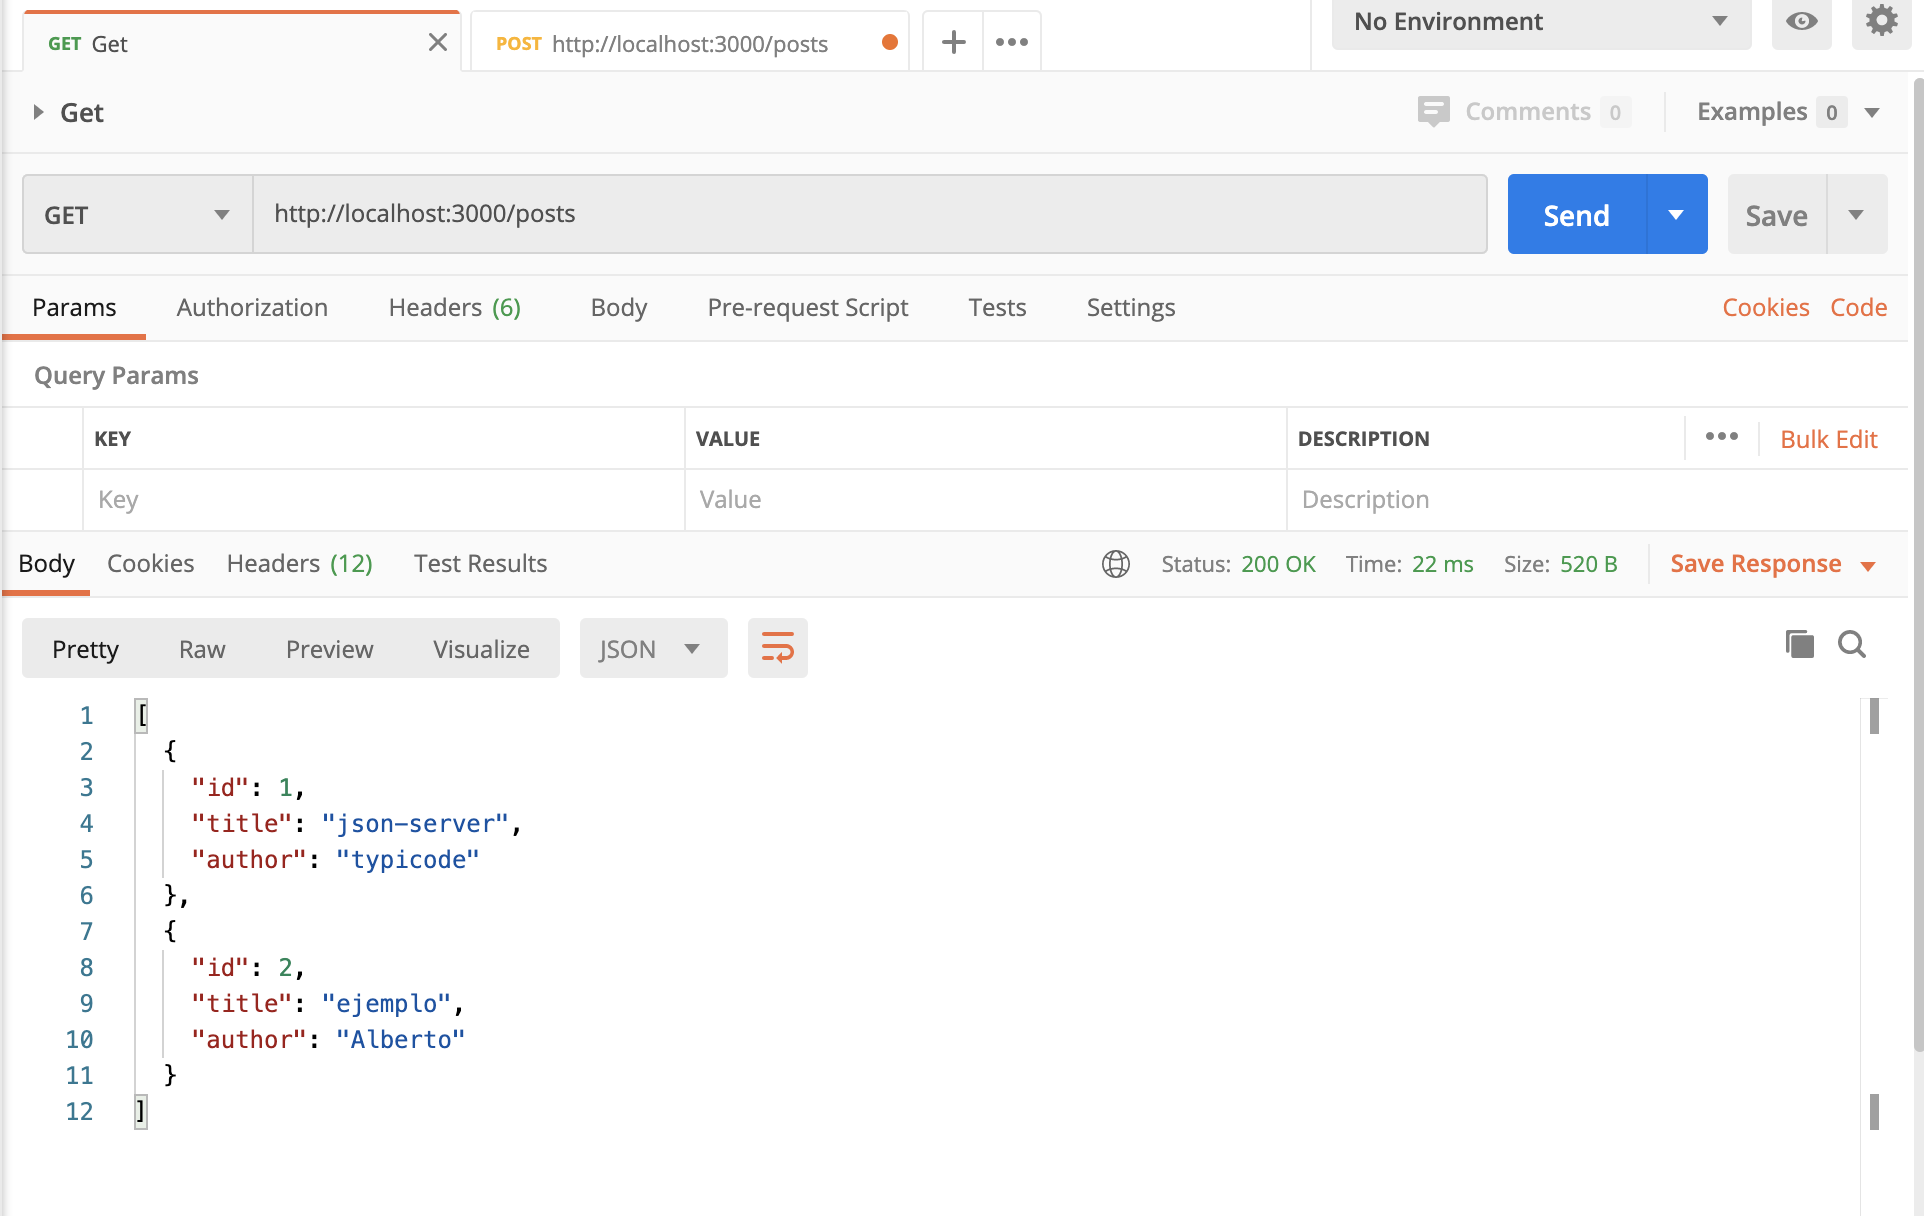 GET Get
POST http://localhost:3000/posts
No Environment
Get
Comments 0
Examples 0
GET
http://localhost:3000/posts
Send
Save
Params Authorization Headers (6) Body Pre-request Script Tests Settings Cookies Code
Query Params
KEY VALUE DESCRIPTION Bulk Edit
Key Value Description
Body Cookies Headers (12) Test Results Status: 200 OK Time: 22 ms Size: 520 B Save Response
Pretty Raw Preview Visualize JSON
1 [
2 {
3 "id": 1,
4 "title": "json-server",
5 "author": "typicode"
6 },
7 {
8 "id": 2,
9 "title": "ejemplo",
10 "author": "Alberto"
11 }
12 ]